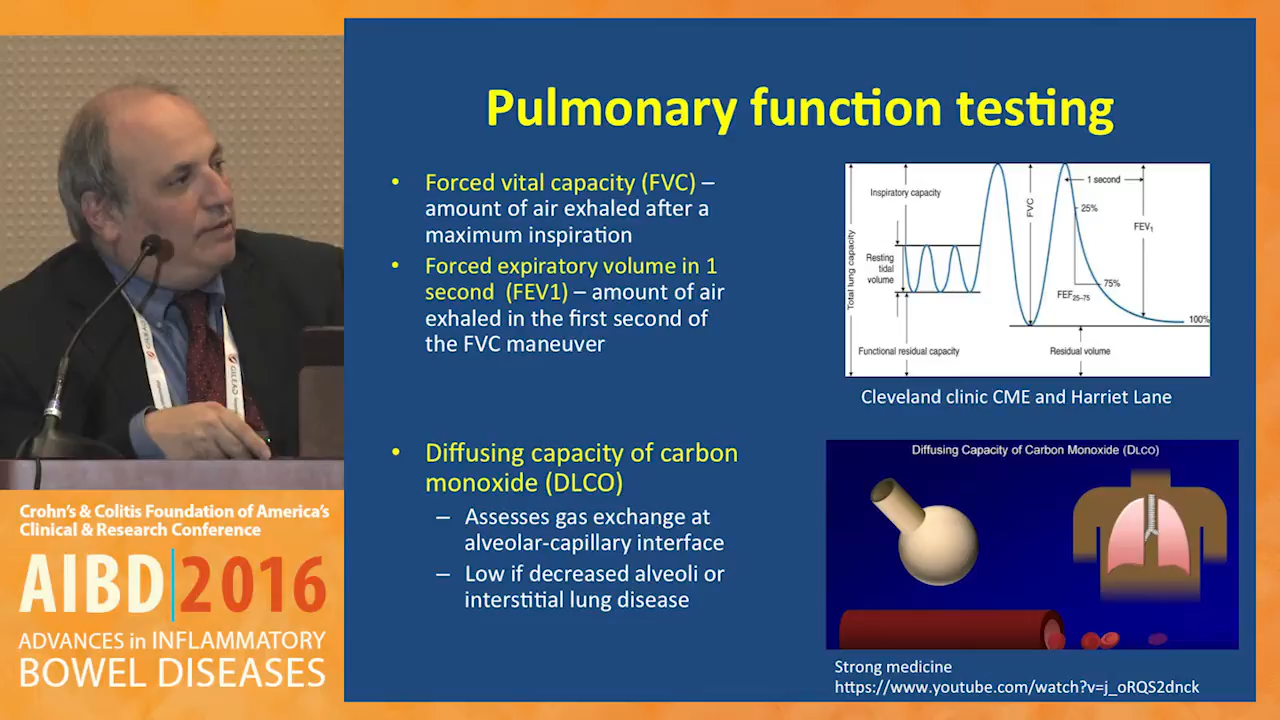 Pulmonary function testing
• Forced vital capacity (FVC) –
amount of air exhaled after a
maximum inspiration
• Forced expiratory volume in 1
second (FEV1) – amount of air
exhaled in the first second of
the FVC maneuver
• Diffusing capacity of carbon
monoxide (DLCO)
– Assesses gas exchange at
alveolar-capillary interface
– Low if decreased alveoli or
interstitial lung disease
Total lung capacity
Inspiratory capacity
Resting
tidal
volume
Functional residual capacity
FVC
1 second
25%
FEV1
75%
FEF25–75
100%
Residual volume
Cleveland clinic CME and Harriet Lane
Diffusing Capacity of Carbon Monoxide (DLCO)
Strong medicine
https://www.youtube.com/watch?v=j_oRQS2dnck
GILEAD
Crohn's & Colitis Foundation of America's
Clinical & Research Conference
AIBD|2016
ADVANCES in INFLAMMATORY
BOWEL DISEASES